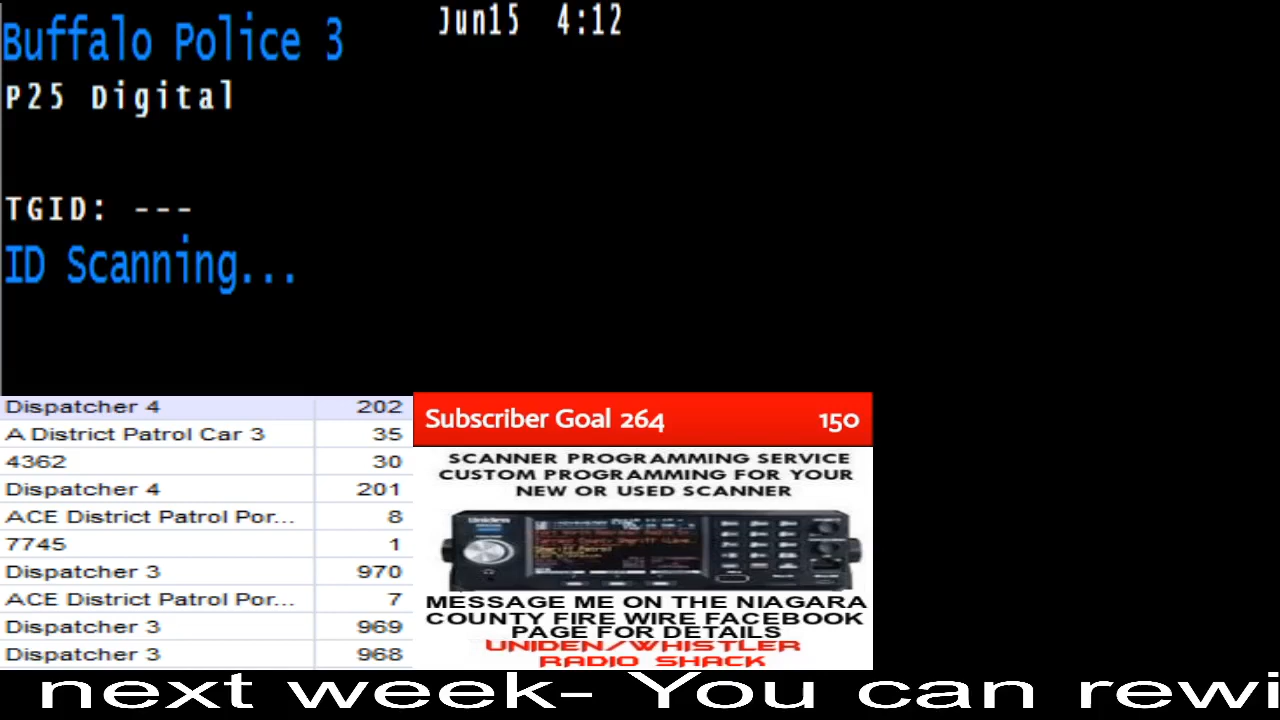 Buffalo Police 3
Jun15 4:12
P25 Digital
TGID: ---
ID Scanning...
Dispatcher 4 202
A District Patrol Car 3 35
4362 30
Dispatcher 4 201
ACE District Patrol Por... 8
7745 1
Dispatcher 3 970
ACE District Patrol Por... 7
Dispatcher 3 969
Dispatcher 3 968
Subscriber Goal 264 150
SCANNER PROGRAMMING SERVICE
CUSTOM PROGRAMMING FOR YOUR
NEW OR USED SCANNER
Uniden
MESSAGE ME ON THE NIAGARA
COUNTY FIRE WIRE FACEBOOK
PAGE FOR DETAILS
UNIDEN/WHISTLER
RADIO SHACK
next week- You can rewi